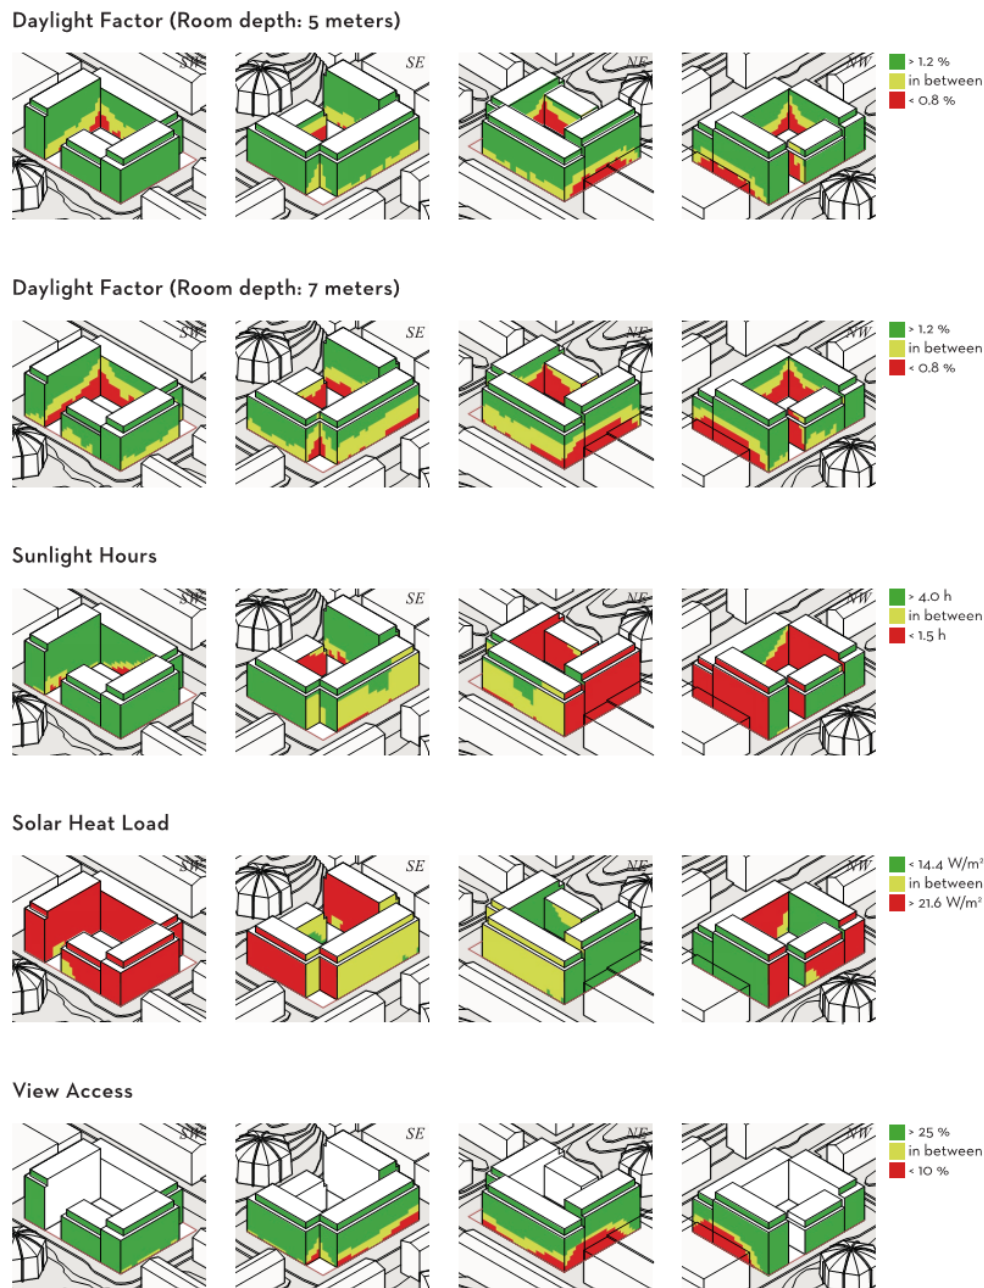 Daylight Factor (Room depth: 5 meters)
SW SE NE NW
> 1.2 %
in between
< 0.8 %
Daylight Factor (Room depth: 7 meters)
SW SE NE NW
> 1.2 %
in between
< 0.8 %
Sunlight Hours
SW SE NE NW
> 4.0 h
in between
< 1.5 h
Solar Heat Load
SW SE NE NW
< 14.4 W/m²
in between
> 21.6 W/m²
View Access
SW SE NE NW
> 25 %
in between
< 10 %